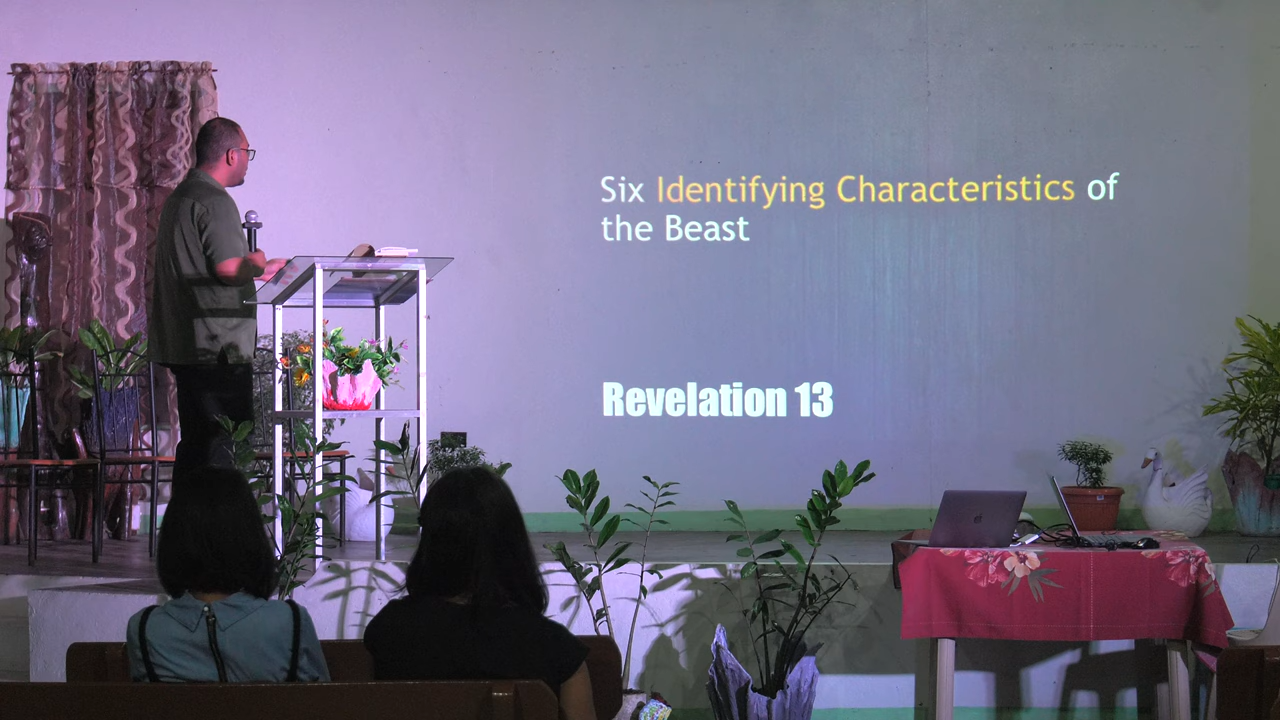 Six Identifying Characteristics of
the Beast
Revelation 13